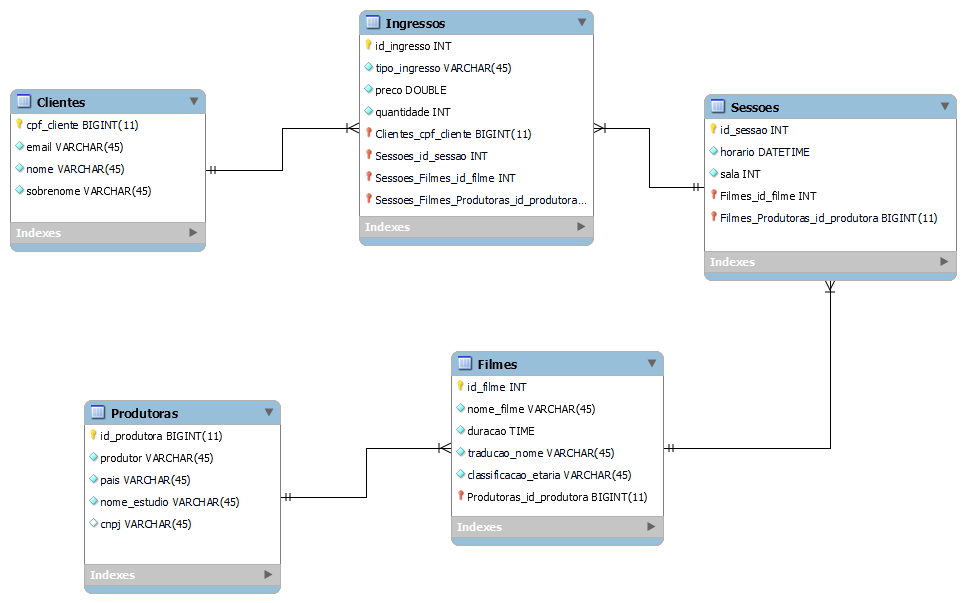 Ingressos
id_ingresso INT
tipo_ingresso VARCHAR(45)
preco DOUBLE
quantidade INT
Clientes_cpf_cliente BIGINT(11)
Sessoes_id_sessao INT
Sessoes_Filmes_id_filme INT
Sessoes_Filmes_Produtoras_id_produtora...
Indexes
Clientes
cpf_cliente BIGINT(11)
email VARCHAR(45)
nome VARCHAR(45)
sobrenome VARCHAR(45)
Indexes
Sessoes
id_sessao INT
horario DATETIME
sala INT
Filmes_id_filme INT
Filmes_Produtoras_id_produtora BIGINT(11)
Indexes
Filmes
id_filme INT
nome_filme VARCHAR(45)
duracao TIME
traducao_nome VARCHAR(45)
classificacao_etaria VARCHAR(45)
Produtoras_id_produtora BIGINT(11)
Indexes
Produtoras
id_produtora BIGINT(11)
produtor VARCHAR(45)
pais VARCHAR(45)
nome_estudio VARCHAR(45)
cnpj VARCHAR(45)
Indexes